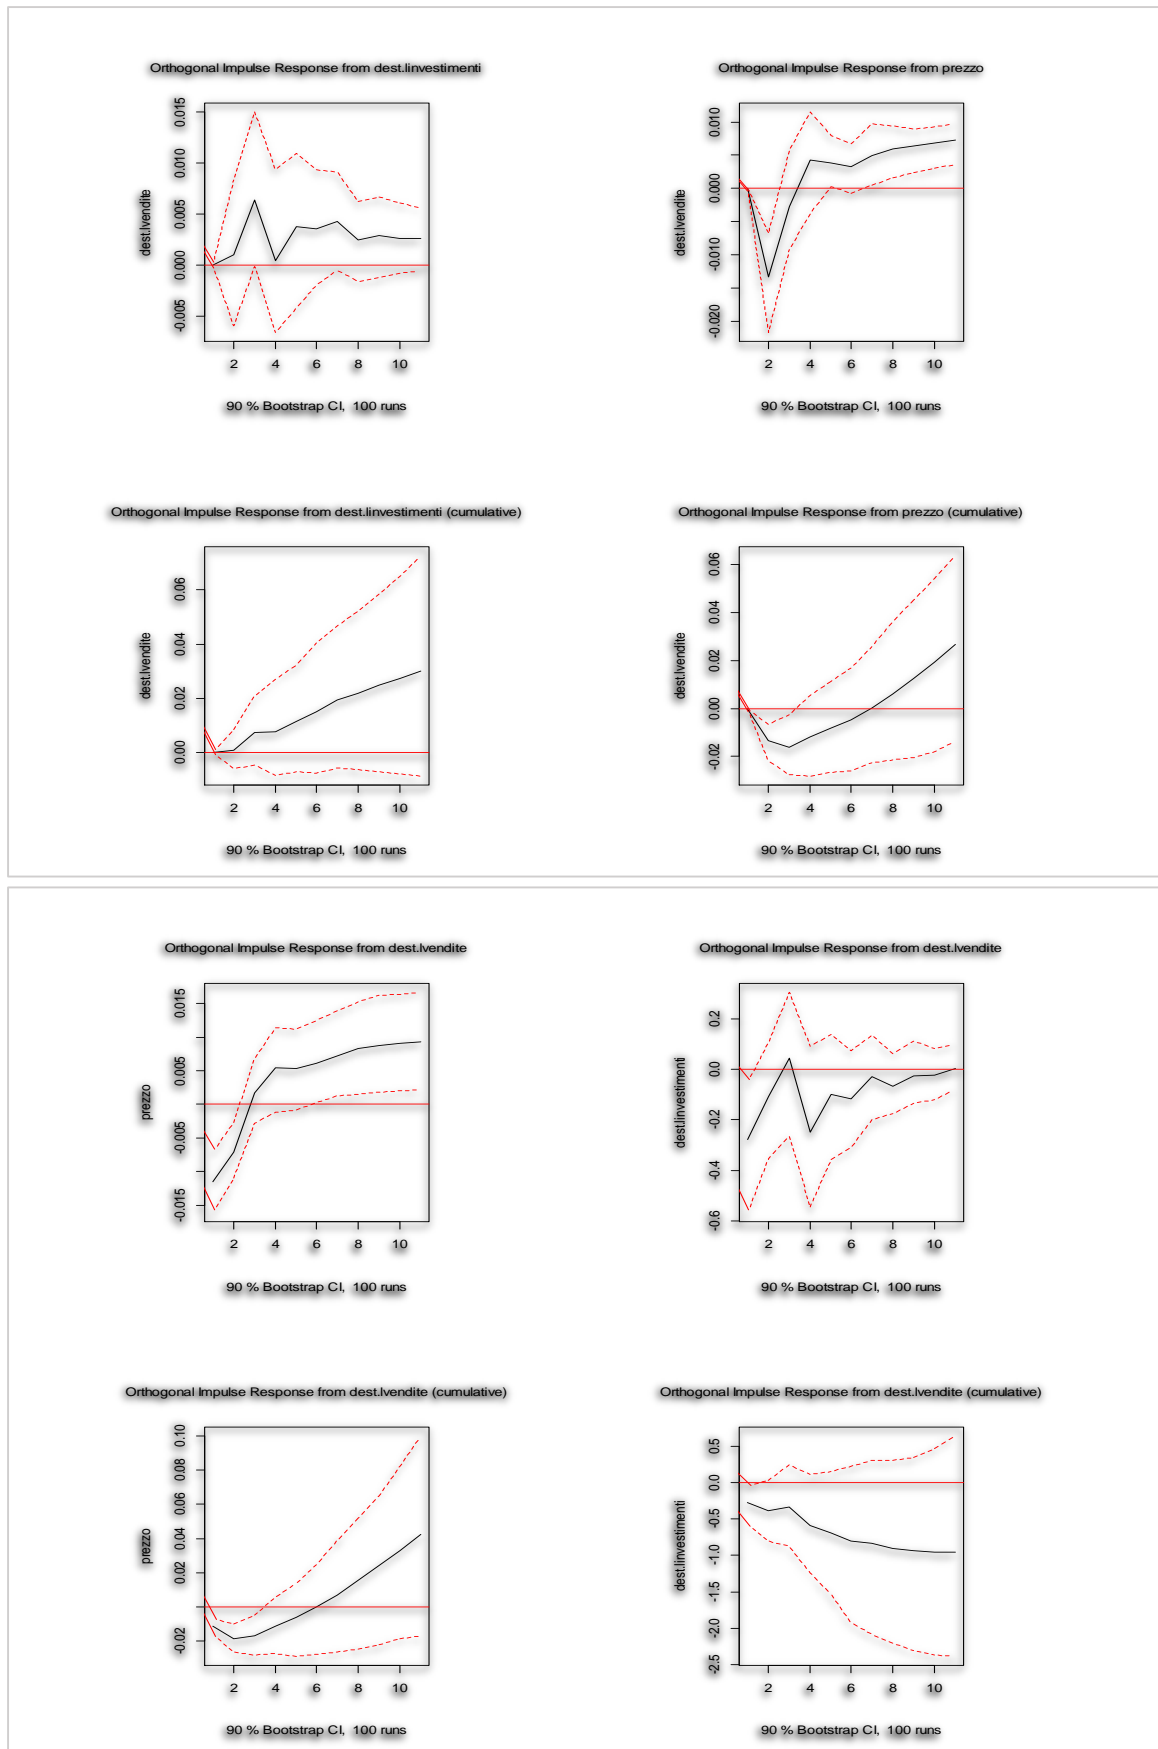 Orthogonal Impulse Response from dest.linvestimenti
dest.lvendite
0.015
0.010
0.005
0.000
-0.005
2 4 6 8 10
90 % Bootstrap CI, 100 runs
Orthogonal Impulse Response from prezzo
dest.lvendite
0.010
0.000
-0.010
-0.020
2 4 6 8 10
90 % Bootstrap CI, 100 runs
Orthogonal Impulse Response from dest.linvestimenti (cumulative)
dest.lvendite
0.06
0.04
0.02
0.00
2 4 6 8 10
90 % Bootstrap CI, 100 runs
Orthogonal Impulse Response from prezzo (cumulative)
dest.lvendite
0.06
0.04
0.02
0.00
-0.02
2 4 6 8 10
90 % Bootstrap CI, 100 runs
Orthogonal Impulse Response from dest.lvendite
prezzo
0.015
0.005
-0.005
-0.015
2 4 6 8 10
90 % Bootstrap CI, 100 runs
Orthogonal Impulse Response from dest.lvendite
dest.linvestimenti
0.2
0.0
-0.2
-0.4
-0.6
2 4 6 8 10
90 % Bootstrap CI, 100 runs
Orthogonal Impulse Response from dest.lvendite (cumulative)
prezzo
0.10
0.08
0.06
0.04
0.02
-0.02
2 4 6 8 10
90 % Bootstrap CI, 100 runs
Orthogonal Impulse Response from dest.lvendite (cumulative)
dest.linvestimenti
0.5
0.0
-0.5
-1.0
-1.5
-2.0
-2.5
2 4 6 8 10
90 % Bootstrap CI, 100 runs